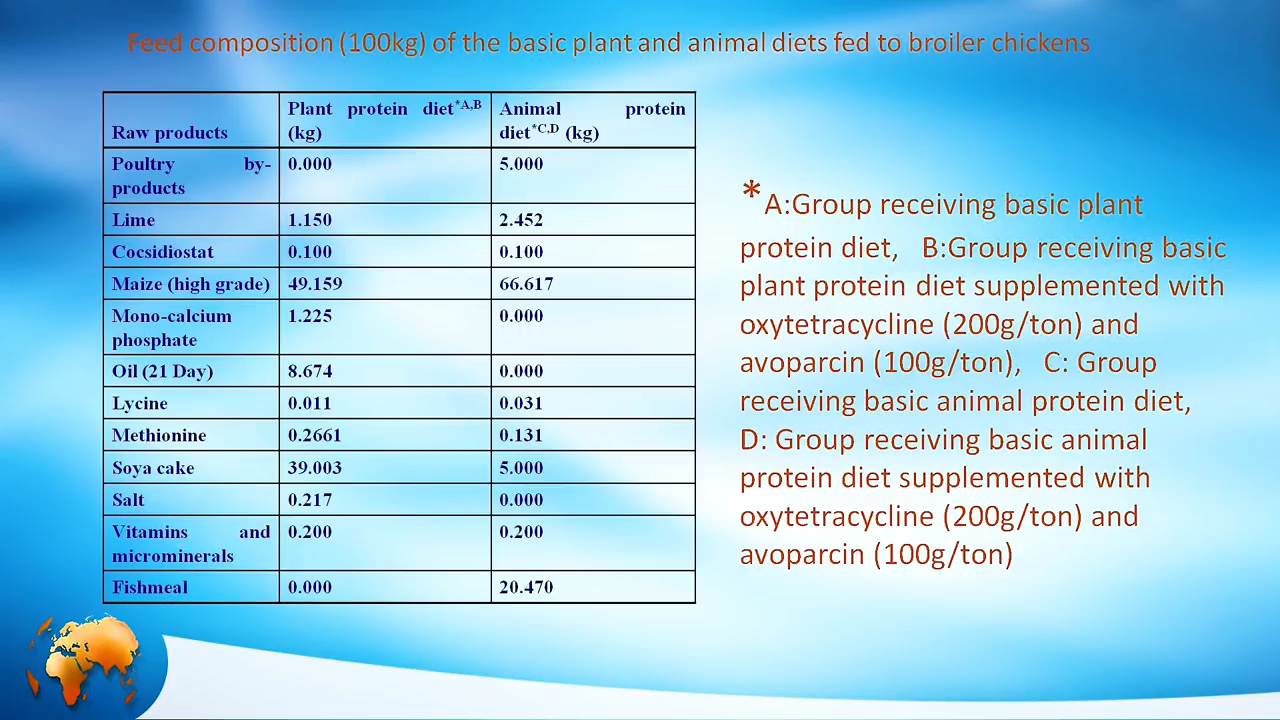 Feed composition (100kg) of the basic plant and animal diets fed to broiler chickens
Raw products Plant protein diet*A,B (kg) Animal protein diet*C,D (kg)
Poultry by-products 0.000 5.000
Lime 1.150 2.452
Cocsidiostat 0.100 0.100
Maize (high grade) 49.159 66.617
Mono-calcium phosphate 1.225 0.000
Oil (21 Day) 8.674 0.000
Lycine 0.011 0.031
Methionine 0.2661 0.131
Soya cake 39.003 5.000
Salt 0.217 0.000
Vitamins and microminerals 0.200 0.200
Fishmeal 0.000 20.470
*A:Group receiving basic plant
protein diet, B:Group receiving basic
plant protein diet supplemented with
oxytetracycline (200g/ton) and
avoparcin (100g/ton), C: Group
receiving basic animal protein diet,
D: Group receiving basic animal
protein diet supplemented with
oxytetracycline (200g/ton) and
avoparcin (100g/ton)